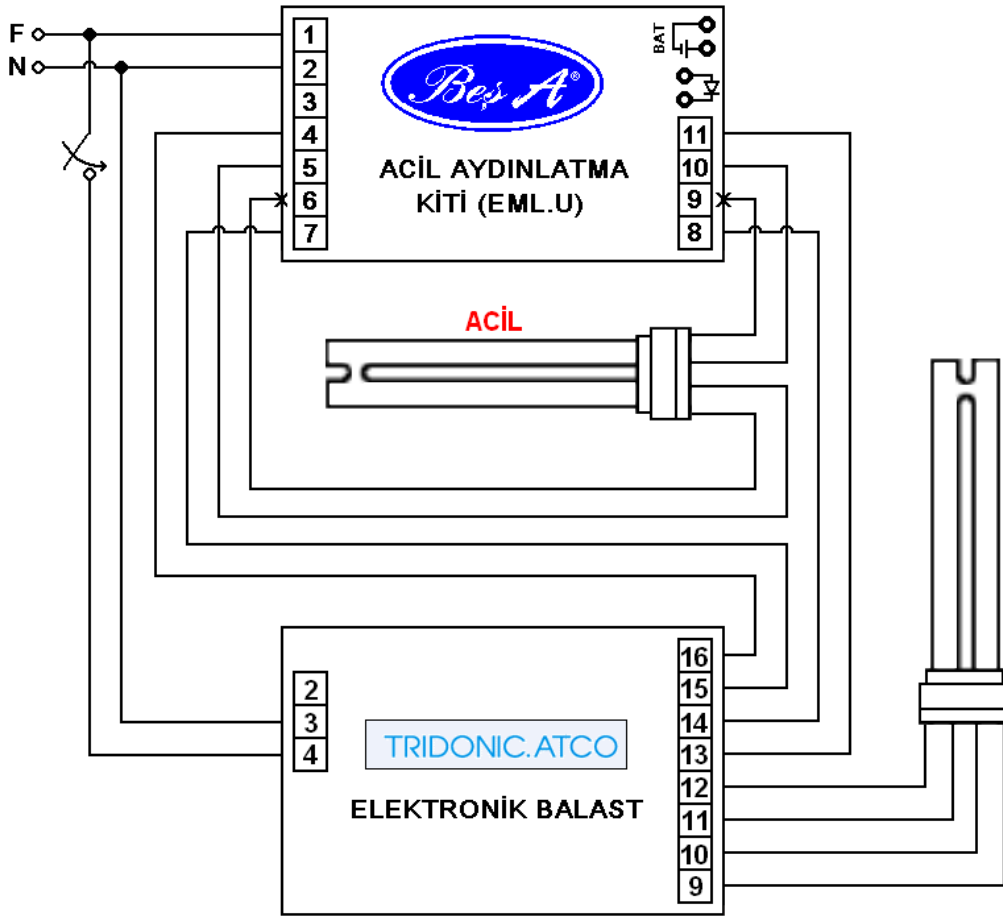 F
N
1
2
3
4
5
6
7
Beş A®
ACİL AYDINLATMA
KİTİ (EML.U)
BAT
11
10
9
8
ACİL
2
3
4
TRIDONIC.ATCO
ELEKTRONİK BALAST
16
15
14
13
12
11
10
9